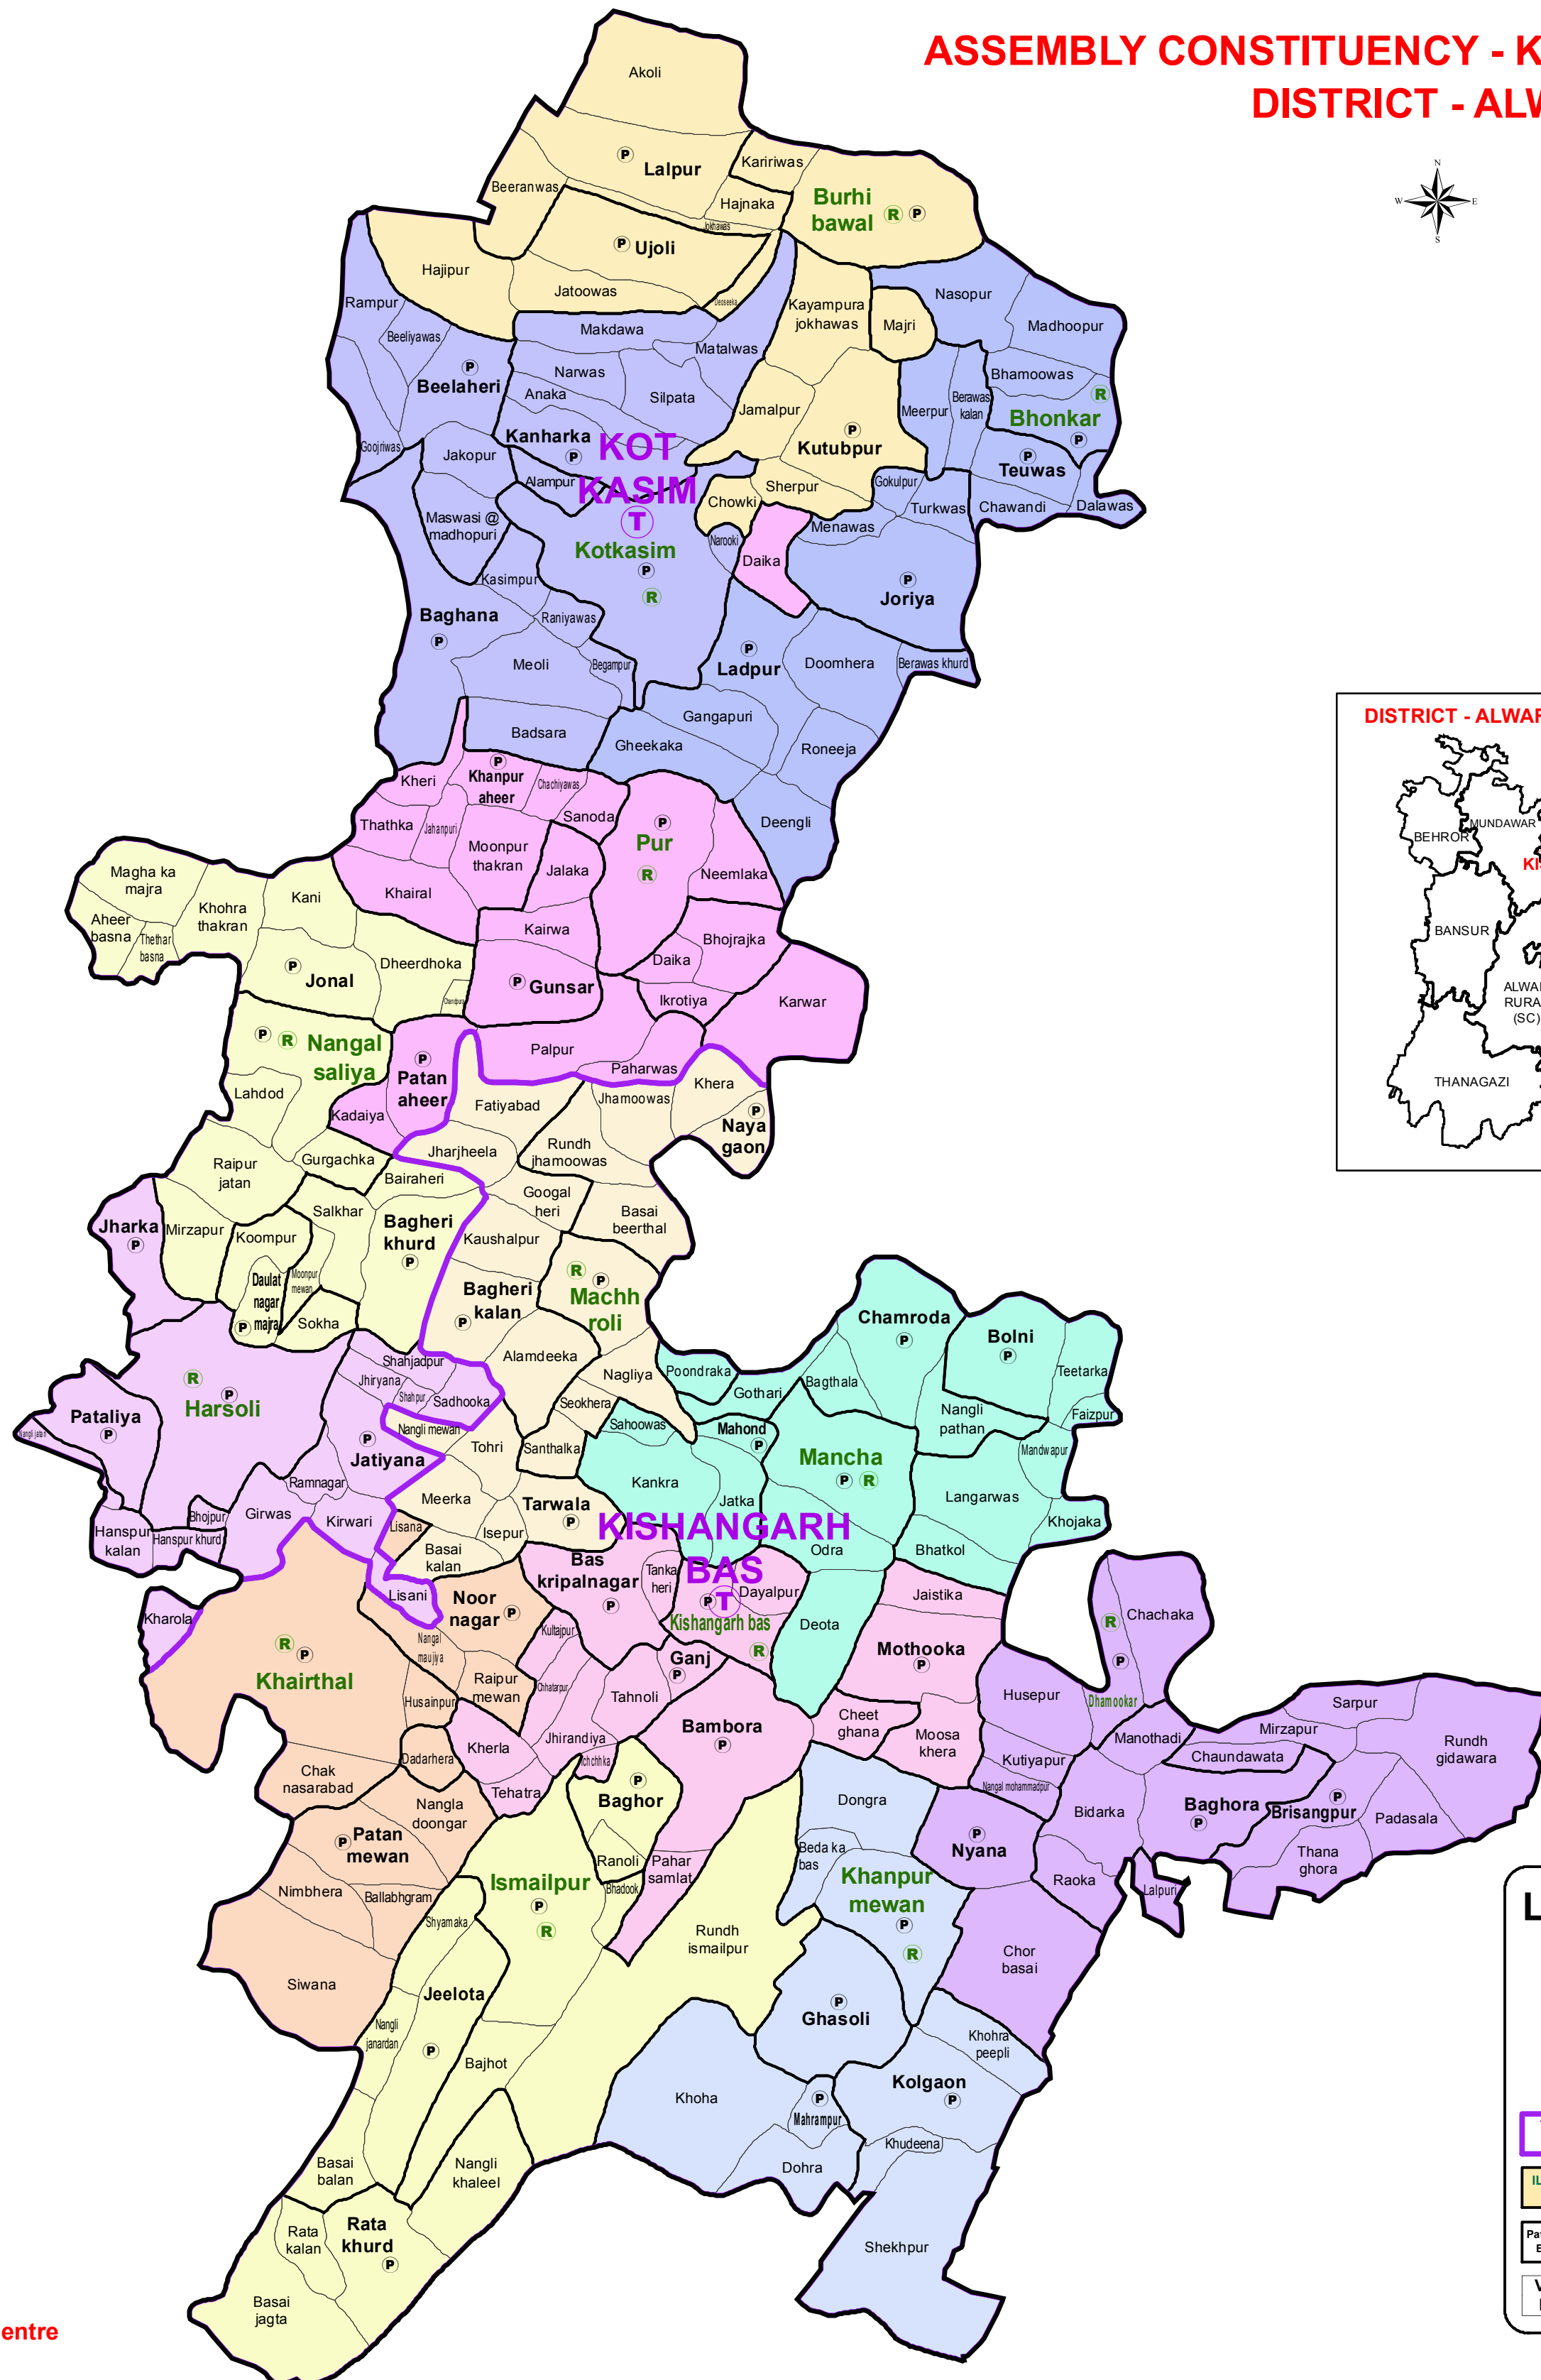 ASSEMBLY CONSTITUENCY - K
DISTRICT - ALW
N
W
E
S
Akoli
P
Lalpur
Kaririwas
Beeranwas
Hajnaka
Jokhawas
Burhi
bawal
R
P
P
Ujoli
Hajipur
Jatoowas
Deoseeka
Rampur
Beeliyawas
Makdawa
Matalwas
Kayampura
jokhawas
Majri
Nasopur
Madhoopur
P
Beelaheri
Narwas
Anaka
Silpata
Jamalpur
Meerpur
Berawas
kalan
Bhamoowas
R
Bhonkar
P
Goojriwas
Jakopur
Kanharka
P
KOT
KASIM
T
P
Kutubpur
P
Teuwas
Alampur
Sherpur
Gokulpur
Chowki
Turkwas
Chawandi
Dalawas
Maswasi @
madhopuri
Menawas
Narooki
Daika
Kotkasim
P
R
Kasimpur
P
Joriya
Baghana
P
Raniyawas
Meoli
Begampur
P
Ladpur
Doomhera
Berawas khurd
Badsara
Gangapuri
Gheekaka
Roneeja
DISTRICT - ALWAR
BEHROR
MUNDAWAR
KIS
BANSUR
ALWAR
RURA
(SC)
THANAGAZI
Kheri
P
Khanpur
aheer
Chachiyawas
Sanoda
Thathka
Jahanpuri
Moonpur
thakran
Jalaka
P
Pur
R
Deengli
Neemlaka
Magha ka
majra
Khairal
Kani
Khohra
thakran
Aheer
basna
Thethar
basna
Kairwa
Bhojrajka
Daika
P
Jonal
Dheerdhoka
P
Gunsar
Ikrotiya
Karwar
P
R
Nangal
saliya
P
Patan
aheer
Palpur
Paharwas
Lahdod
Kadaiya
Fatiyabad
Jhamoowas
Khera
P
Naya
gaon
Gurgachka
Jharjheela
Rundh
jhamoowas
Raipur
jatan
Bairaheri
Googal
heri
Basai
beerthal
Salkhar
Bagheri
khurd
P
Jharka
P
Mirzapur
Koompur
Kaushalpur
Daulat
nagar
majra
P
Moonpur
mewan
Sokha
Bagheri
kalan
P
R
P
Machh
roli
Chamroda
P
Bolni
P
Shahjadpur
Alamdeeka
Nagliya
Poondraka
Gothari
Bagthala
Teetarka
Jhiryana
Shahpur
Sadhooka
Seokhera
R
P
Harsoli
Pataliya
P
Nangli jatan
Nangli mewan
Sahoowas
Mahond
P
Nangli
pathan
Faizpur
P
Jatiyana
Tohri
Santhalka
Mancha
P
R
Mandwapur
Ramnagar
Kankra
Jatka
Langarwas
Meerka
Tarwala
P
Khojaka
Bhojpur
Girwas
Kirwari
Lisana
Isepur
KISHANGARH
BAS
T
Hanspur
kalan
Hanspur khurd
Basai
kalan
Odra
Bhatkol
Bas
kripalnagar
P
Tanka
heri
P
Dayalpur
Kishangarh bas
R
Lisani
Noor
nagar
P
Jaistika
Deota
Kharola
Chachaka
R
P
Dhamookar
R
P
Khairthal
Nangal
maujiya
Kultajpur
Ganj
P
Mothooka
P
Raipur
mewan
Chhatarpur
Tahnoli
Husainpur
Husepur
Sarpur
Bambora
P
Cheet
ghana
Moosa
khera
Manothadi
Mirzapur
Rundh
gidawara
Dadarhera
Kherla
Jhirandiya
Kutiyapur
Chaundawata
Chak
nasarabad
Tehatra
Nangal mohammadpur
P
Baghor
Dongra
Nangla
doongar
Bidarka
Baghora
P
P
Brisangpur
Padasala
P
Patan
mewan
P
Nyana
Beda ka
bas
Ranoli
Pahar
samlat
Thana
ghora
Nimbhera
Ballabhgram
Ismailpur
P
R
Bhadook
Khanpur
mewan
P
R
Raoka
Lalpuri
Shyamaka
Rundh
ismailpur
Chor
basai
Siwana
Jeelota
P
P
Ghasoli
Nangli
janardan
Khohra
peepli
Bajhot
Kolgaon
P
Khoha
P
Mahrampur
Khudeena
Dohra
Basai
balan
Nangli
khaleel
Rata
kalan
Rata
khurd
P
Shekhpur
Basai
jagta
L
IL
Pat
V
entre